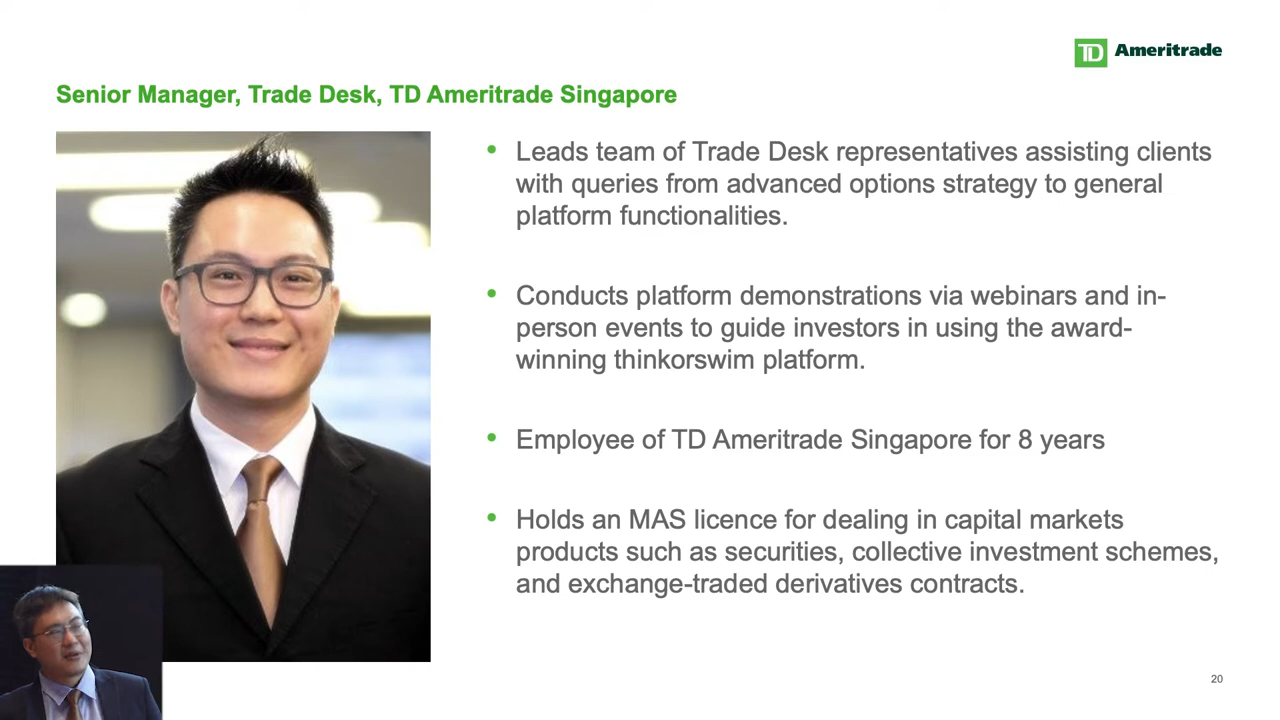 TD Ameritrade
Senior Manager, Trade Desk, TD Ameritrade Singapore
• Leads team of Trade Desk representatives assisting clients
with queries from advanced options strategy to general
platform functionalities.
• Conducts platform demonstrations via webinars and in-
person events to guide investors in using the award-
winning thinkorswim platform.
• Employee of TD Ameritrade Singapore for 8 years
• Holds an MAS licence for dealing in capital markets
products such as securities, collective investment schemes,
and exchange-traded derivatives contracts.
20